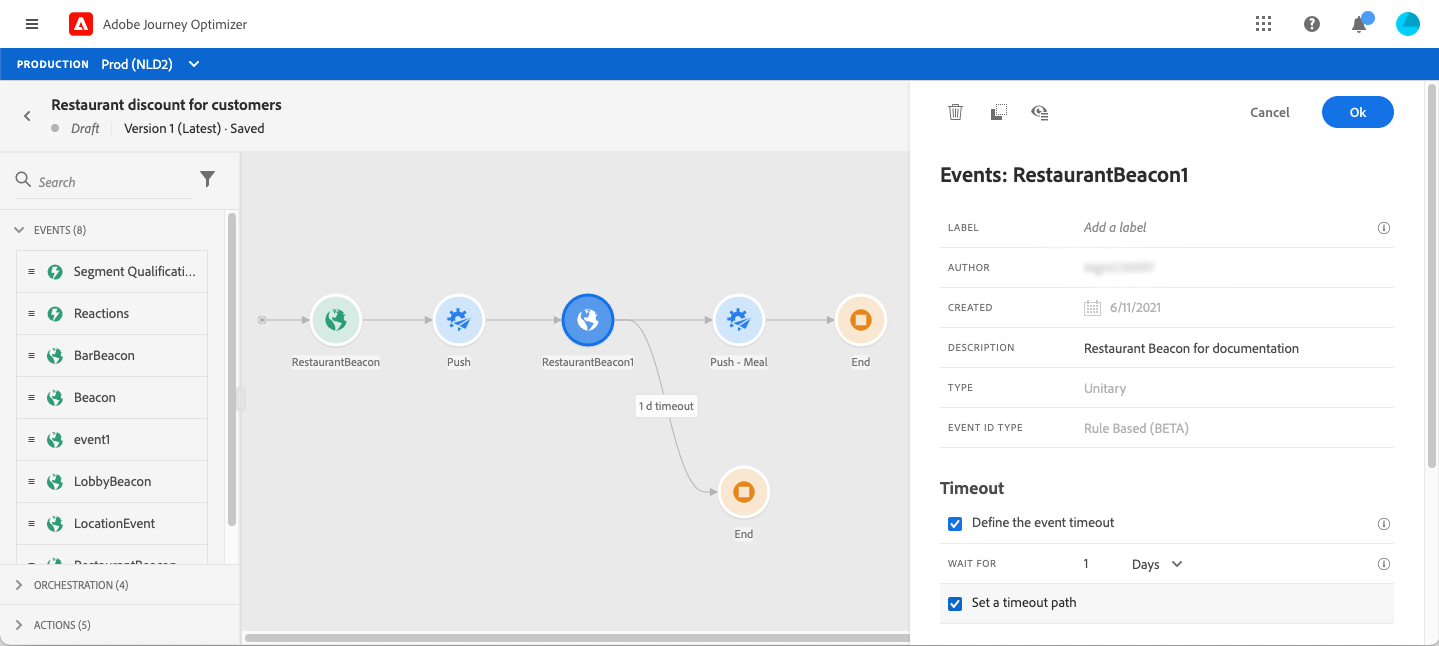 Adobe Journey Optimizer
PRODUCTION Prod (NLD2)
Restaurant discount for customers
Draft Version 1 (Latest) · Saved
Search
EVENTS (8)
Segment Qualificati...
Reactions
BarBeacon
Beacon
event1
LobbyBeacon
LocationEvent
RestaurantBeacon
ORCHESTRATION (4)
ACTIONS (5)
RestaurantBeacon
Push
RestaurantBeacon1
Push - Meal
End
1 d timeout
End
Cancel Ok
Events: RestaurantBeacon1
LABEL Add a label
AUTHOR
CREATED 6/11/2021
DESCRIPTION Restaurant Beacon for documentation
TYPE Unitary
EVENT ID TYPE Rule Based (BETA)
Timeout
Define the event timeout
WAIT FOR 1 Days
Set a timeout path